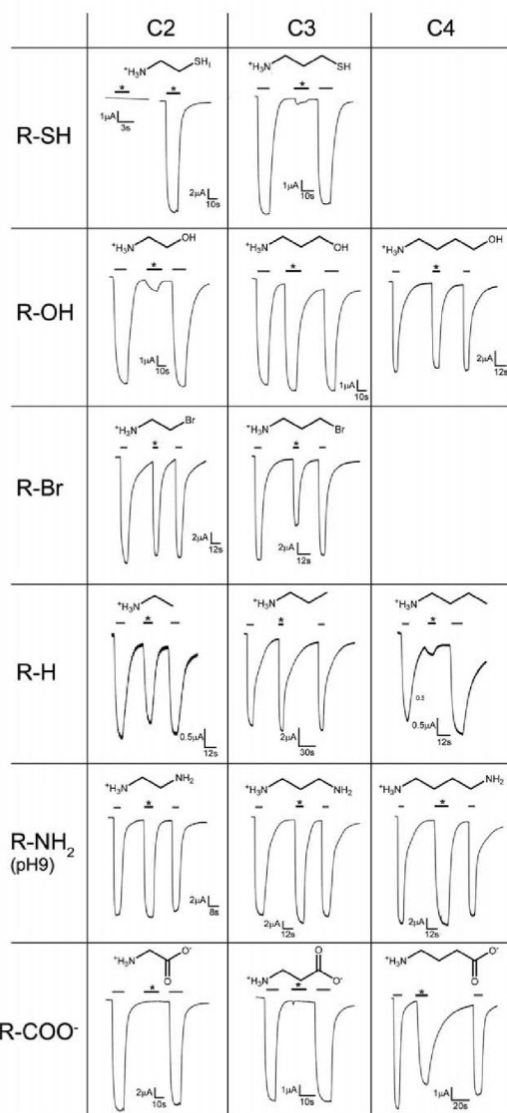 C2 C3 C4
R-SH
+H3N SH
* *
1μA 3s
2μA 10s
+H3N SH
*
1μA 10s
R-OH
+H3N OH
*
1μA 10s
+H3N OH
*
1μA 10s
+H3N OH
*
2μA 12s
R-Br
+H3N Br
*
2μA 12s
+H3N Br
*
2μA 12s
R-H
+H3N
*
0.5μA 12s
+H3N
*
2μA 30s
+H3N
*
0.5
0.5μA 12s
R-NH2
(pH9)
+H3N NH2
*
2μA 8s
+H3N NH2
*
2μA 12s
+H3N NH2
*
2μA 12s
R-COO-
+H3N O- O
*
2μA 10s
+H3N O O-
*
1μA 10s
+H3N O- O
*
1μA 20s